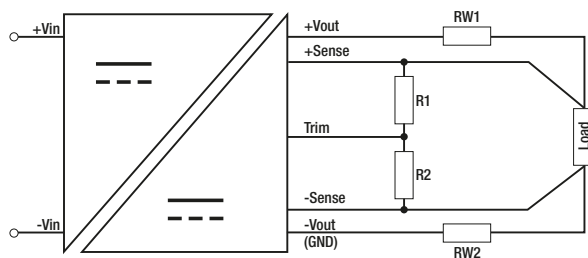 +Vin
-Vin
+Vout
+Sense
Trim
-Sense
-Vout
(GND)
RW1
R1
R2
RW2
Load